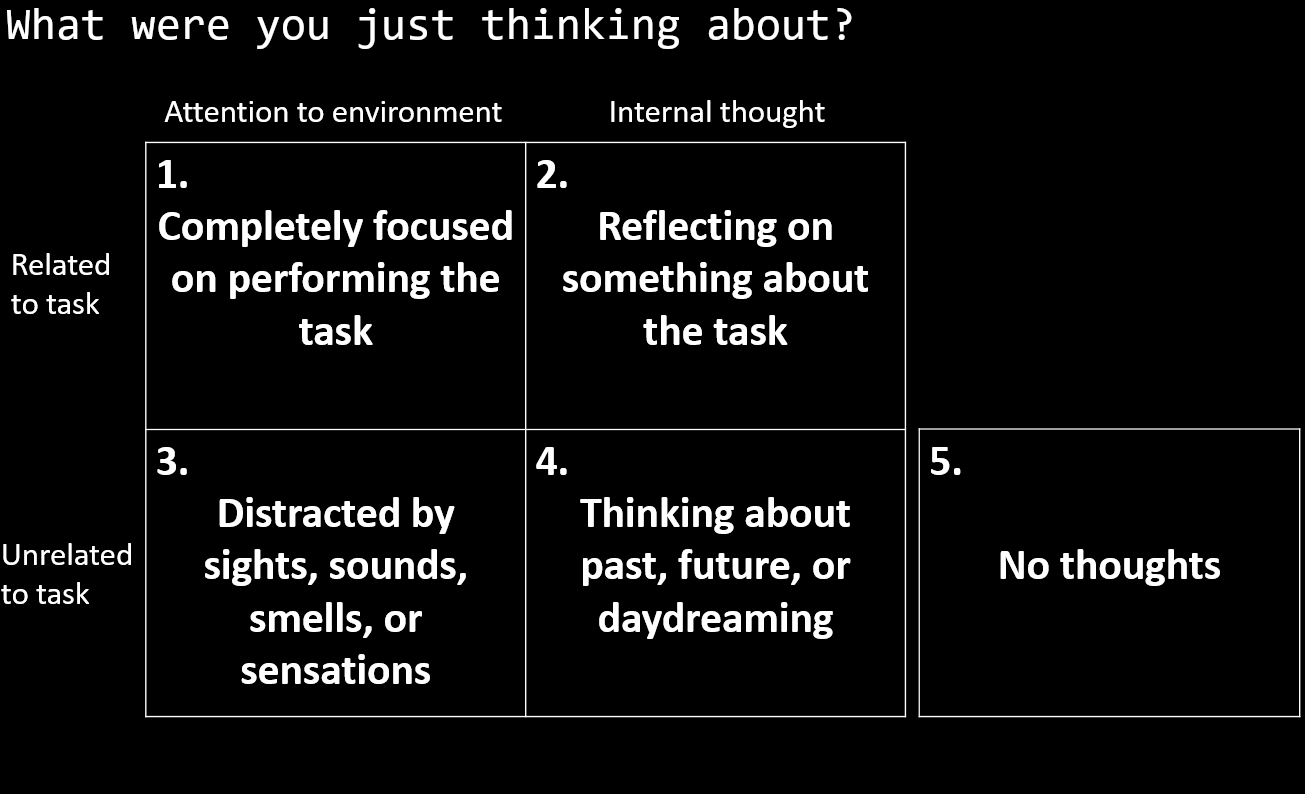 What were you just thinking about?
Attention to environment
Internal thought
Related
to task
1.
Completely focused
on performing the
task
2.
Reflecting on
something about
the task
Unrelated
to task
3.
Distracted by
sights, sounds,
smells, or
sensations
4.
Thinking about
past, future, or
daydreaming
5.
No thoughts